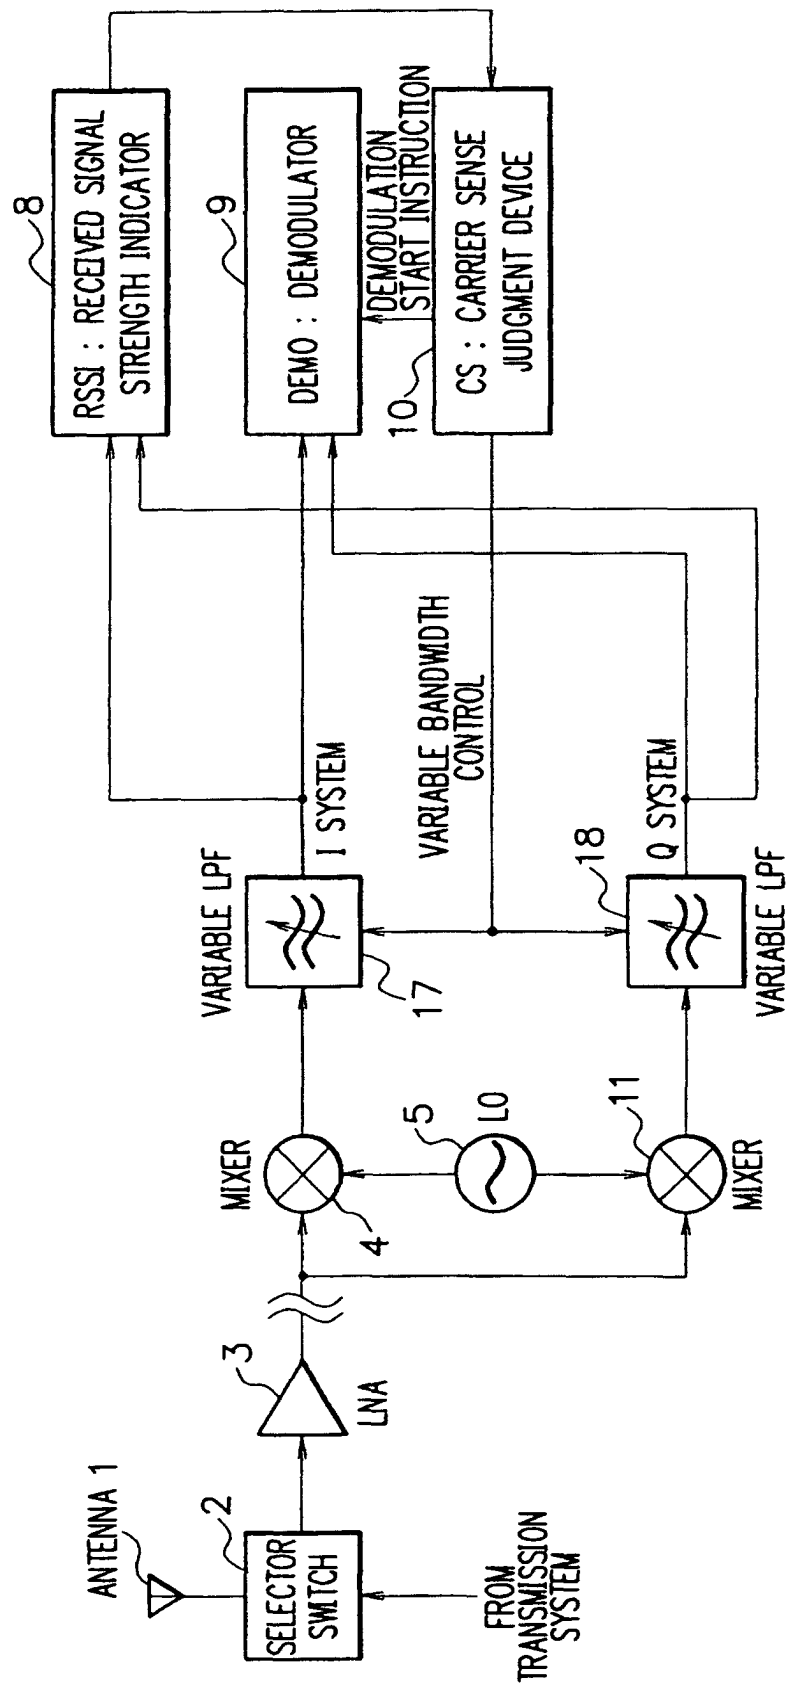 ANTENNA 1
2
SELECTOR
SWITCH
FROM
TRANSMISSION
SYSTEM
3
LNA
MIXER
4
5
LO
11
MIXER
VARIABLE LPF
17
I SYSTEM
VARIABLE BANDWIDTH
CONTROL
18
Q SYSTEM
VARIABLE LPF
8
RSSI : RECEIVED SIGNAL
STRENGTH INDICATOR
9
DEMO : DEMODULATOR
DEMODULATION
START INSTRUCTION
10
CS : CARRIER SENSE
JUDGMENT DEVICE